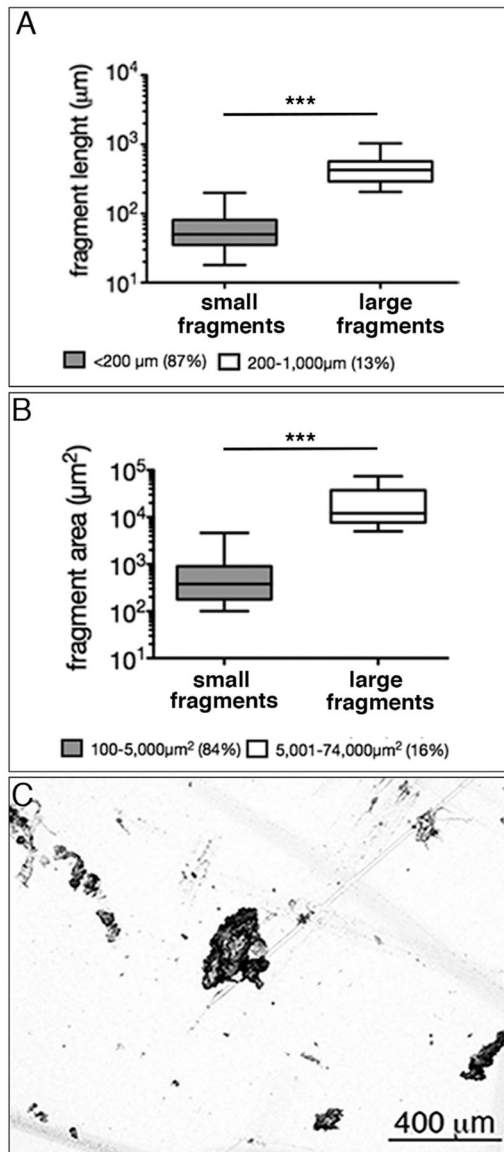 A
fragment lenght (μm)
10⁴
10³
10²
10¹
***
small fragments
large fragments
<200 μm (87%) 200-1,000μm (13%)
B
fragment area (μm²)
10⁵
10⁴
10³
10²
10¹
***
small fragments
large fragments
100-5,000μm² (84%) 5,001-74,000μm² (16%)
C
400 μm